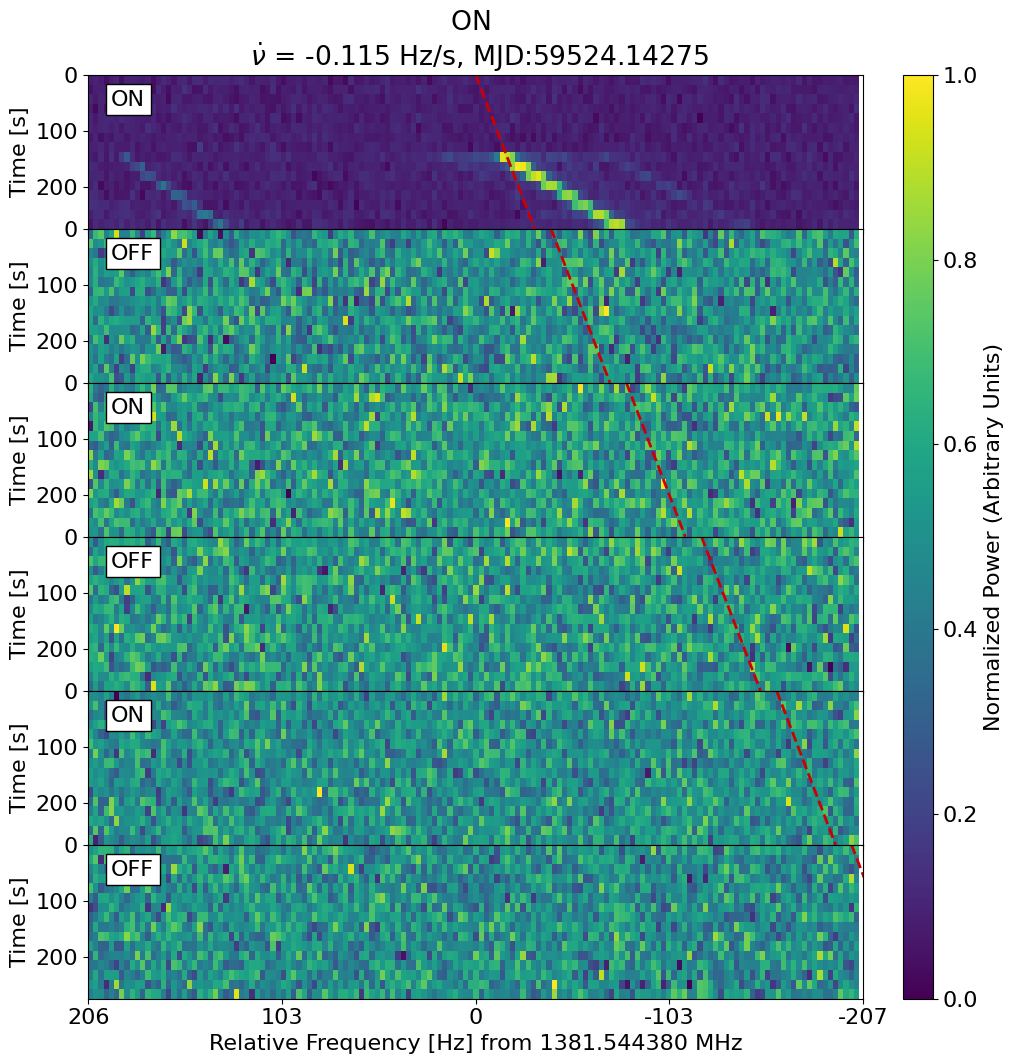 ON
ν̇ = -0.115 Hz/s, MJD:59524.14275
0
100
200
Time [s]
ON
0
100
200
Time [s]
OFF
0
100
200
Time [s]
ON
0
100
200
Time [s]
OFF
0
100
200
Time [s]
ON
0
100
200
Time [s]
OFF
206 103 0 -103 -207
Relative Frequency [Hz] from 1381.544380 MHz
1.0
0.8
0.6
0.4
0.2
0.0
Normalized Power (Arbitrary Units)